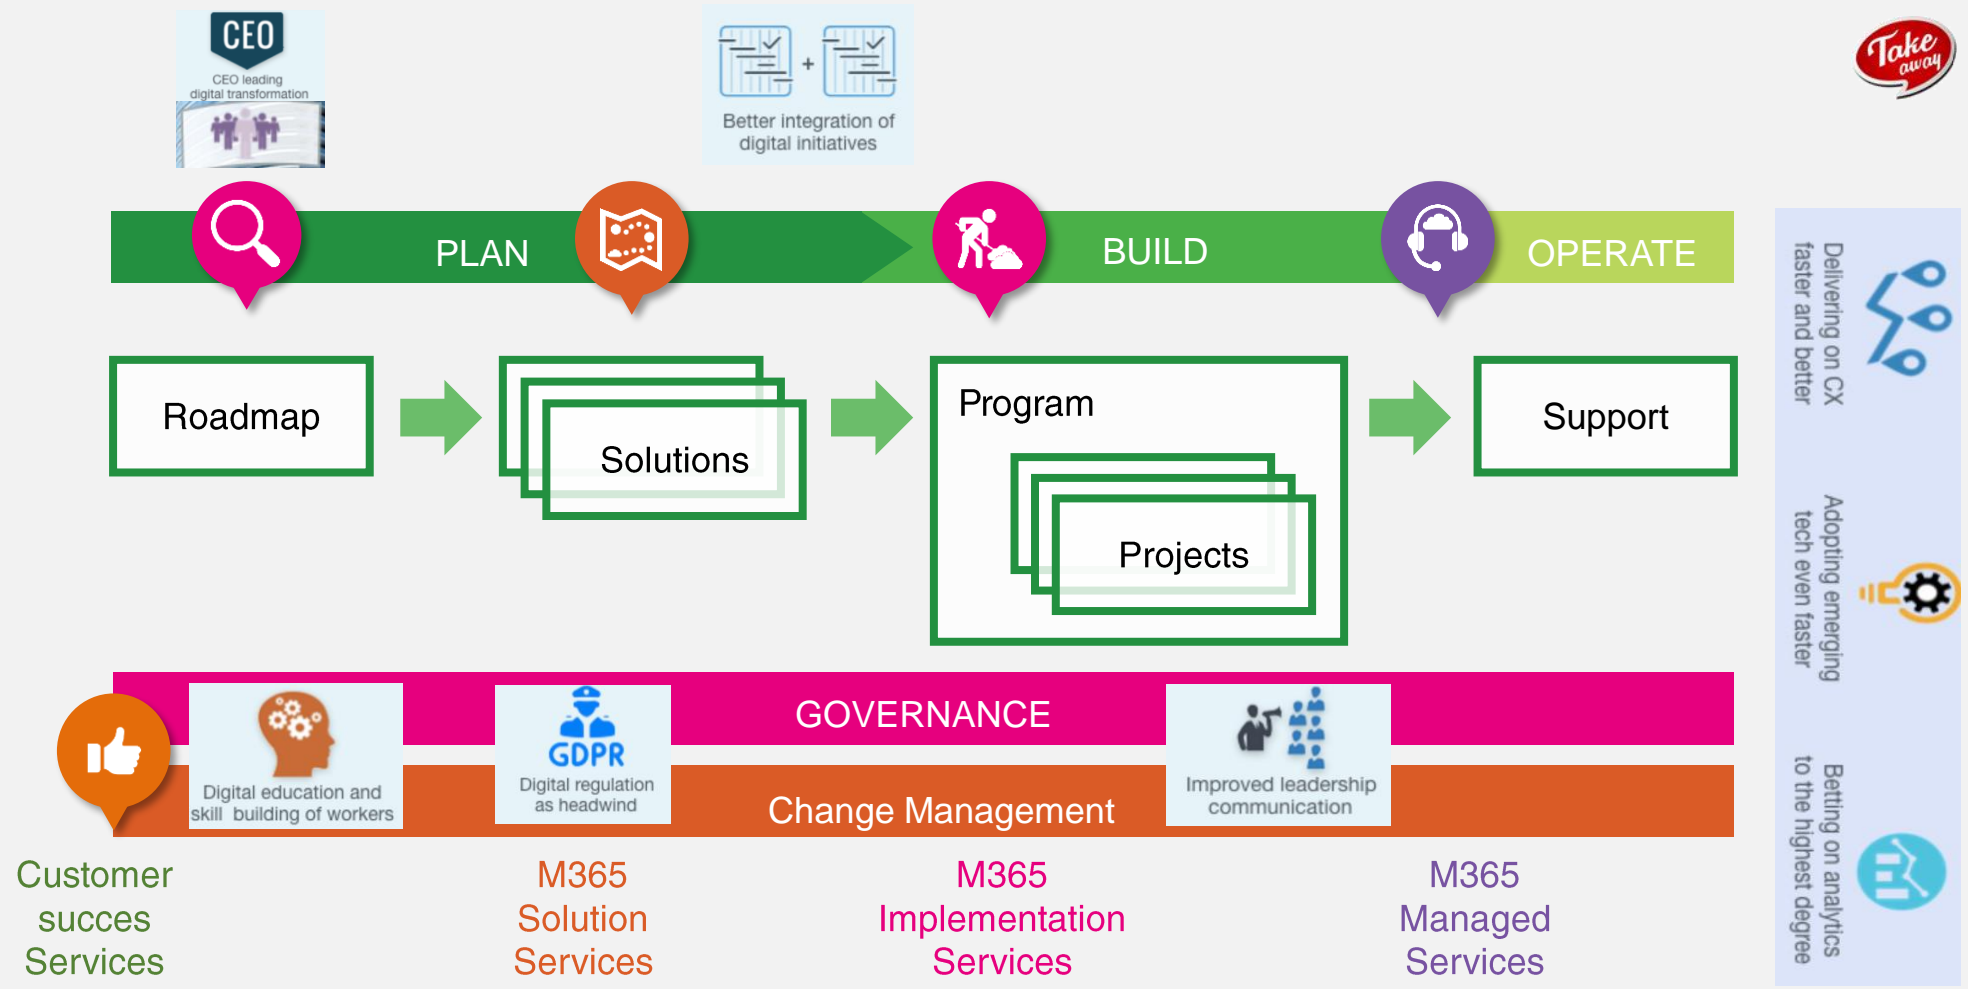 CEO
CEO leading
digital transformation
+
Better integration of
digital initiatives
Take
away
PLAN
BUILD
OPERATE
Roadmap
Solutions
Program
Projects
Support
Delivering on CX
faster and better
Adopting emerging
tech even faster
Betting on analytics
to the highest degree
GOVERNANCE
Digital education and
skill building of workers
GDPR
Digital regulation
as headwind
Improved leadership
communication
Change Management
Customer
succes
Services
M365
Solution
Services
M365
Implementation
Services
M365
Managed
Services